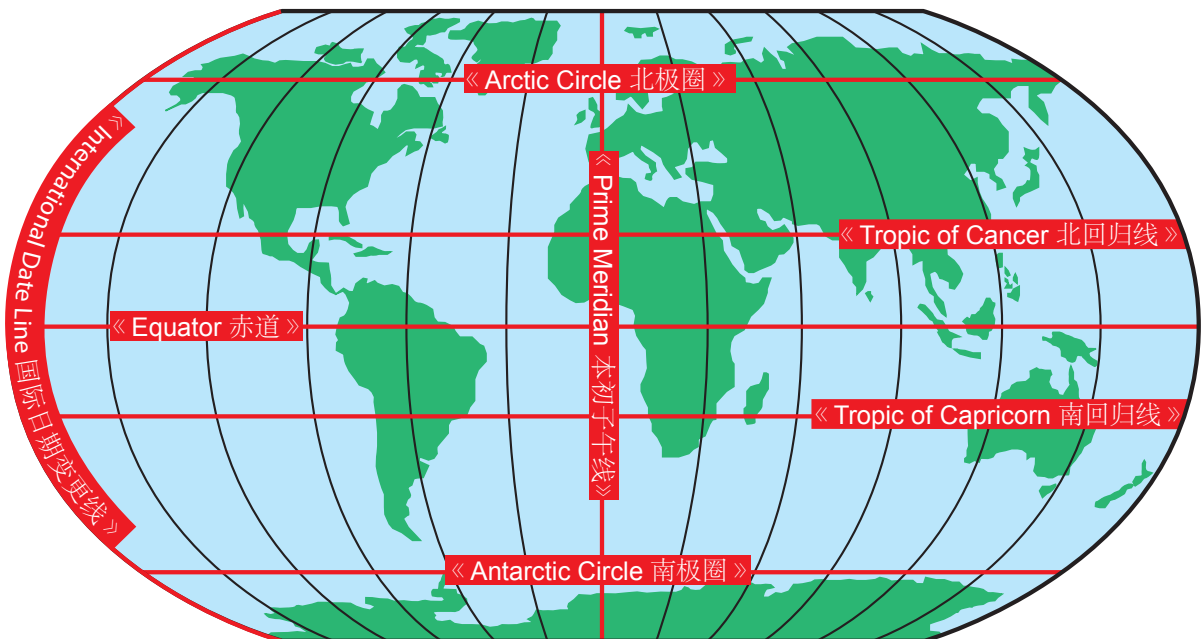 《 Arctic Circle 北极圈 》
《 International Date Line 国际日期变更线 》
《 Prime Meridian 本初子午线 》
《 Tropic of Cancer 北回归线 》
《 Equator 赤道 》
《 Tropic of Capricorn 南回归线 》
《 Antarctic Circle 南极圈 》